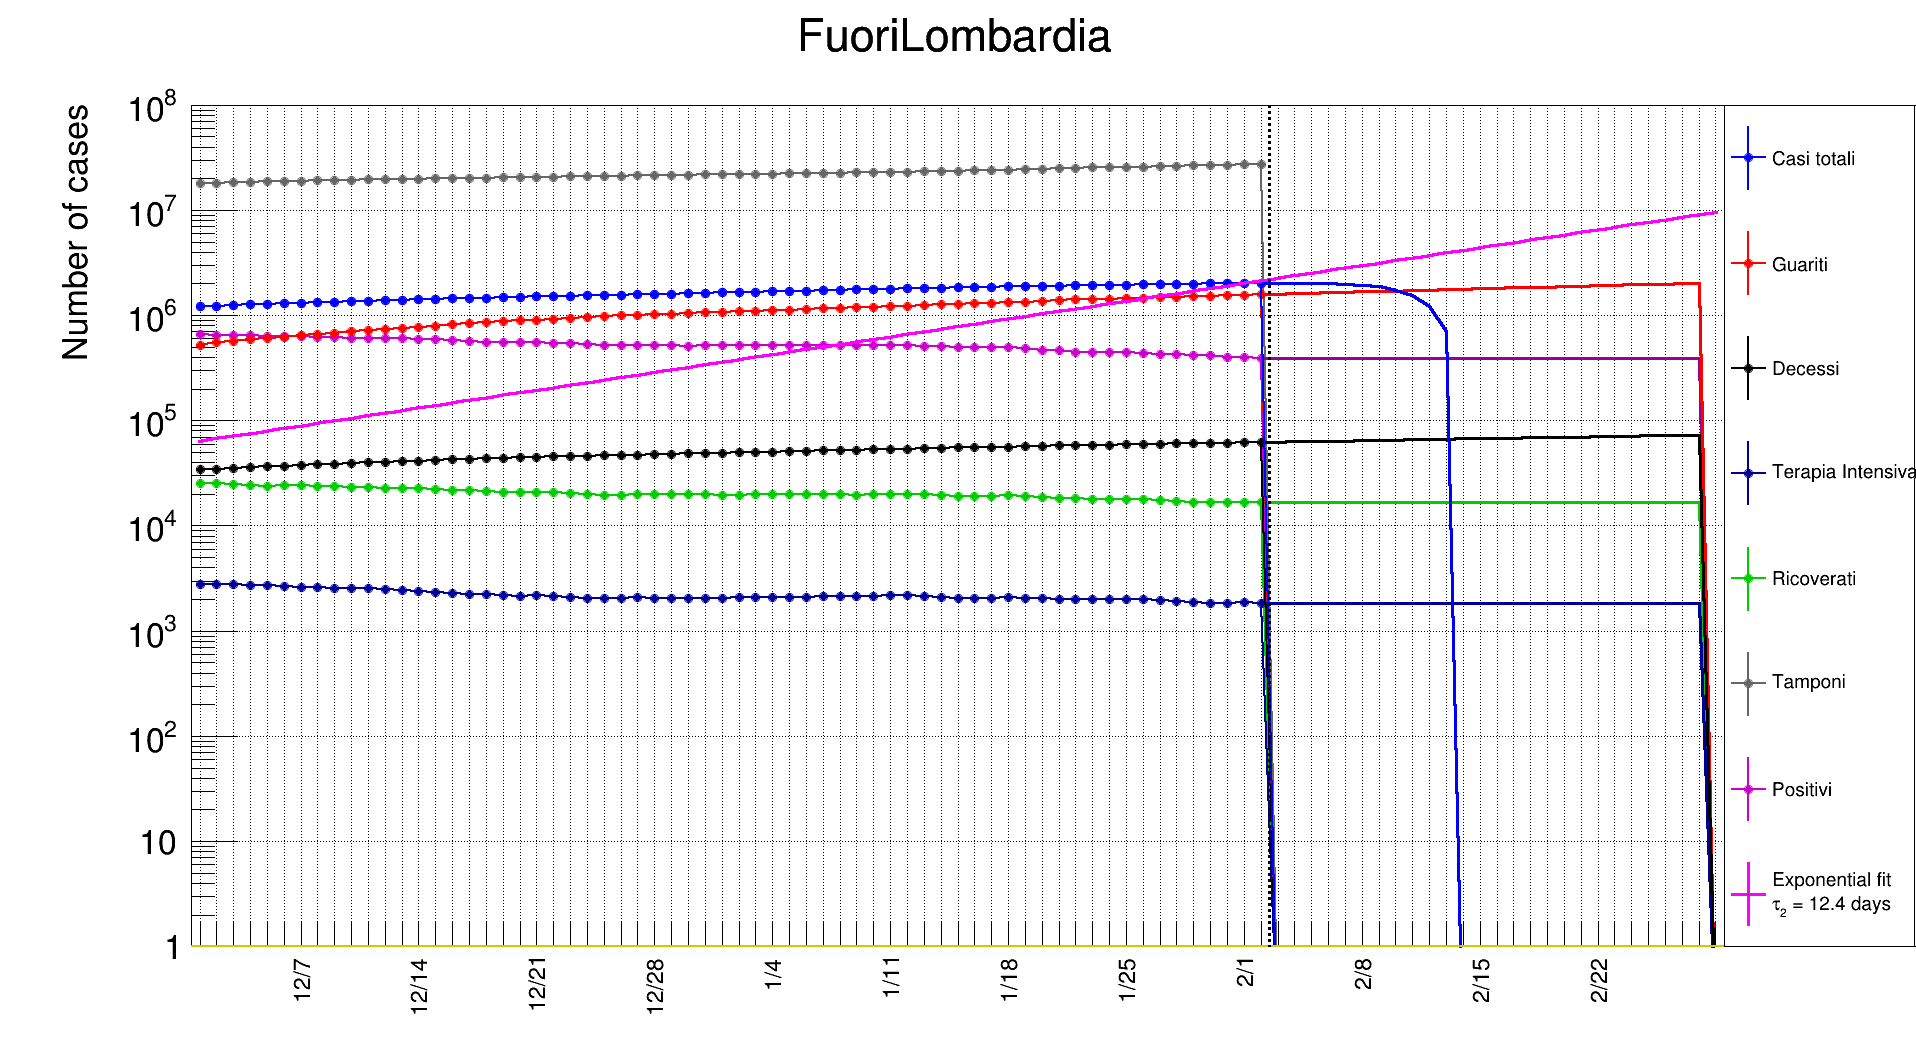 FuoriLombardia
Number of cases
10^8
10^7
10^6
10^5
10^4
10^3
10^2
10
1
12/7
12/14
12/21
12/28
1/4
1/11
1/18
1/25
2/1
2/8
2/15
2/22
Casi totali
Guariti
Decessi
Terapia Intensiva
Ricoverati
Tamponi
Positivi
Exponential fit
τ_2 = 12.4 days